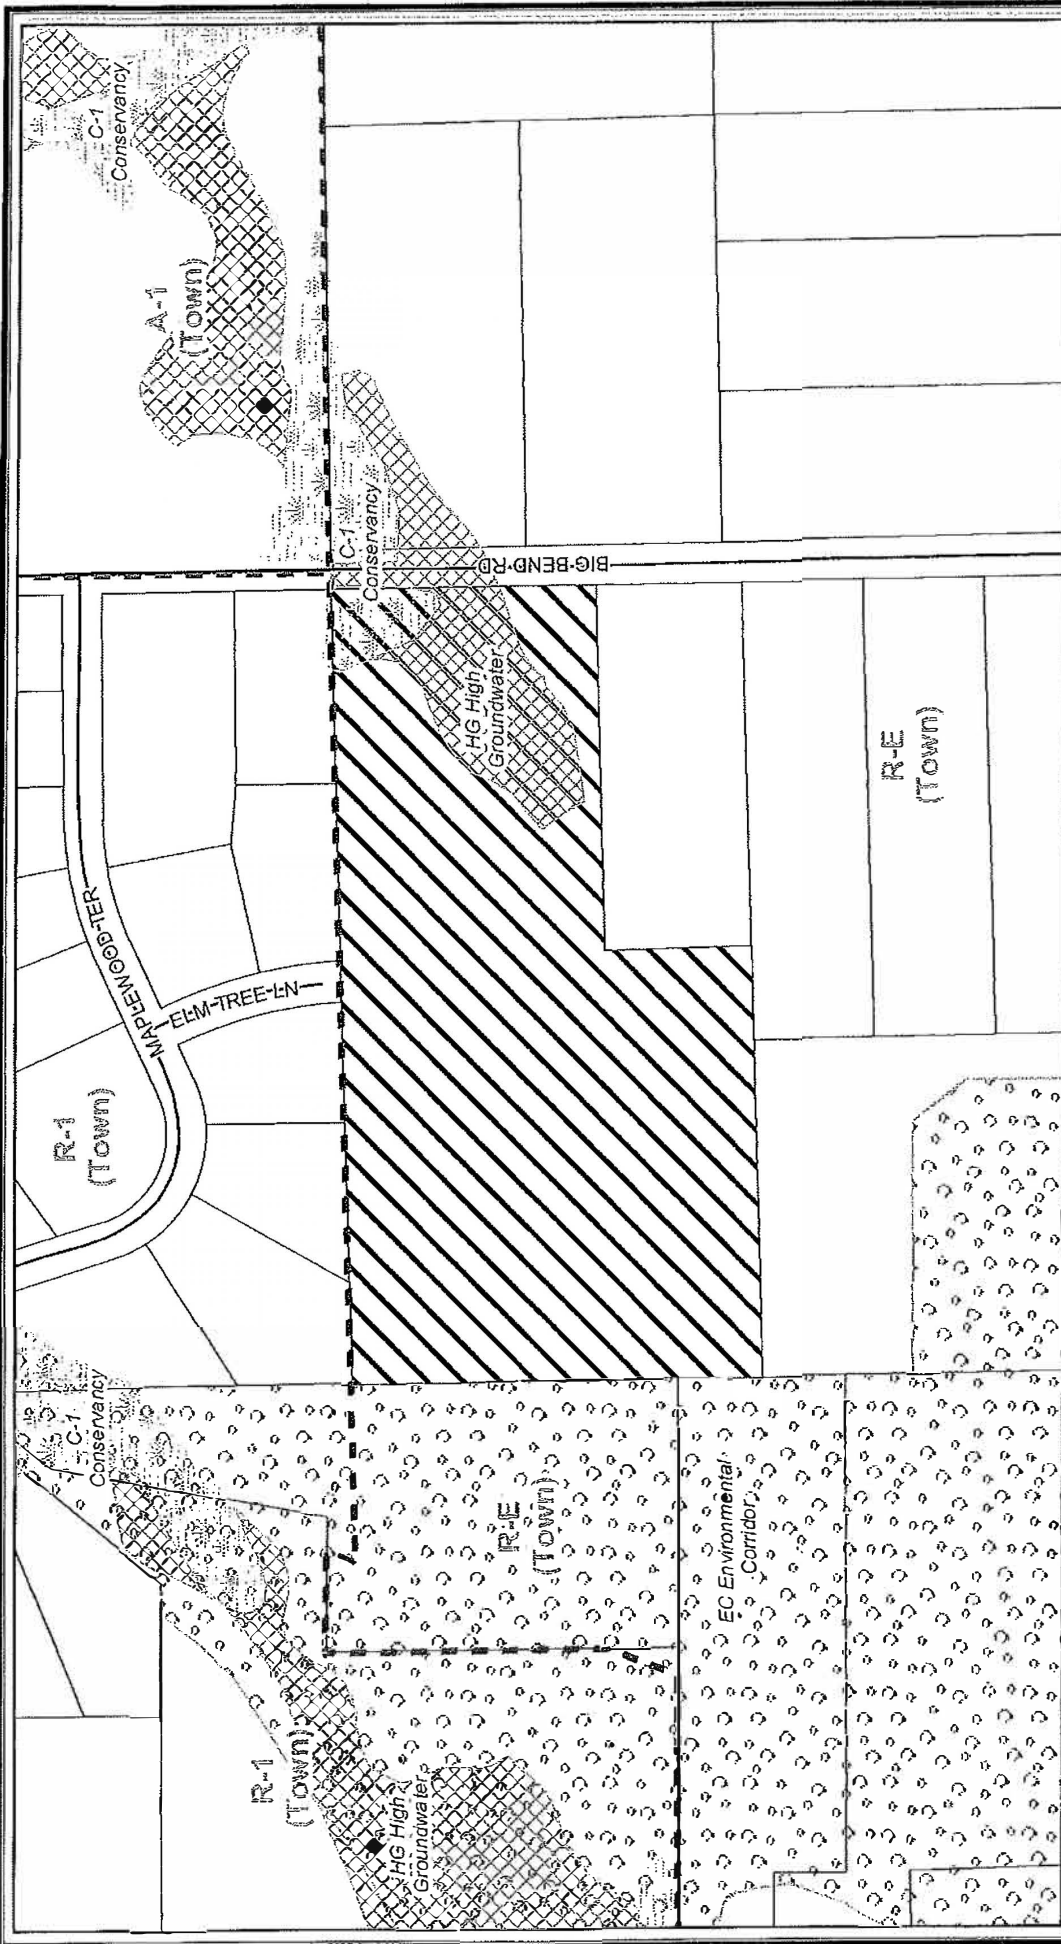 C-1
Conservancy
A-1
(Town)
C-1
Conservancy
BIG BEND RD
HG High
Groundwater
R-E
(Town)
MAPLEWOOD TER
ELM TREE LN
R-1
(Town)
C-1
Conservancy
R-E
(Town)
EC Environmental
Corridor
R-1
(Town)
HG High
Groundwater